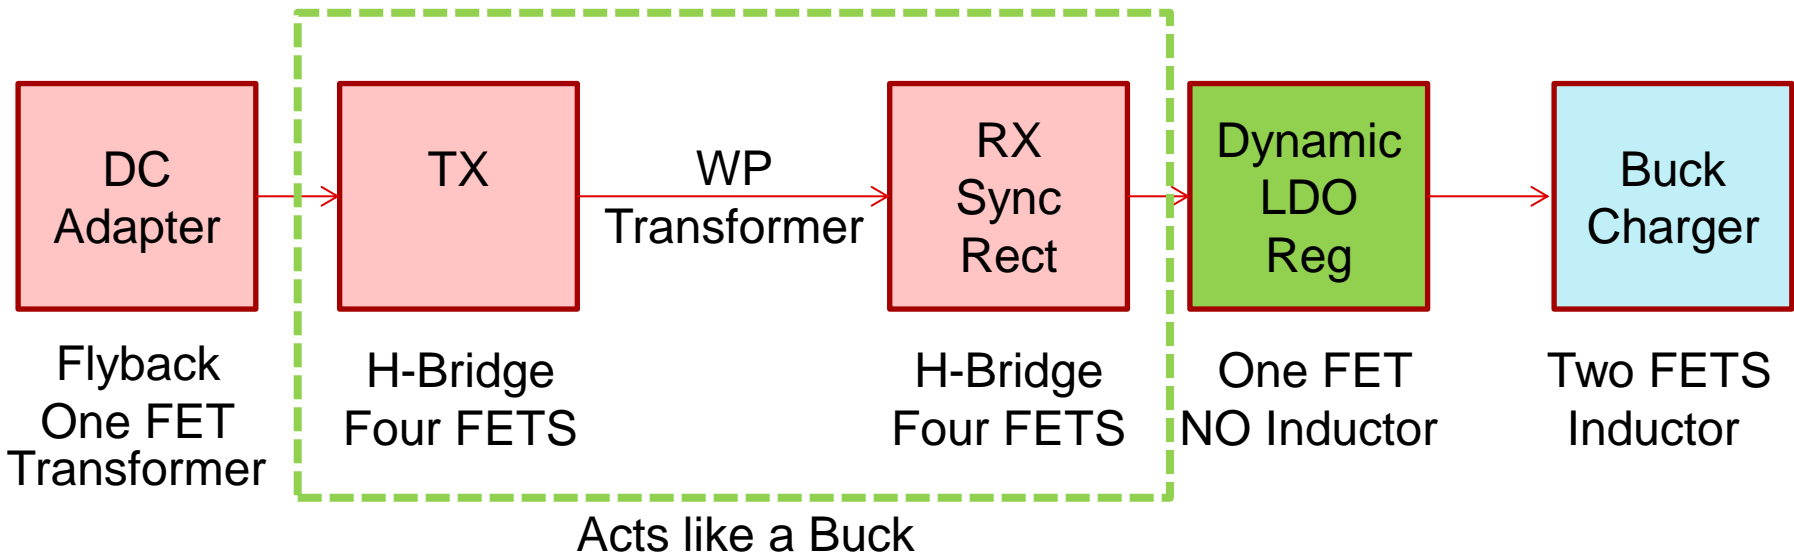 DC
Adapter
TX
WP
Transformer
RX
Sync
Rect
Dynamic
LDO
Reg
Buck
Charger
Flyback
One FET
Transformer
H-Bridge
Four FETS
H-Bridge
Four FETS
One FET
NO Inductor
Two FETS
Inductor
Acts like a Buck